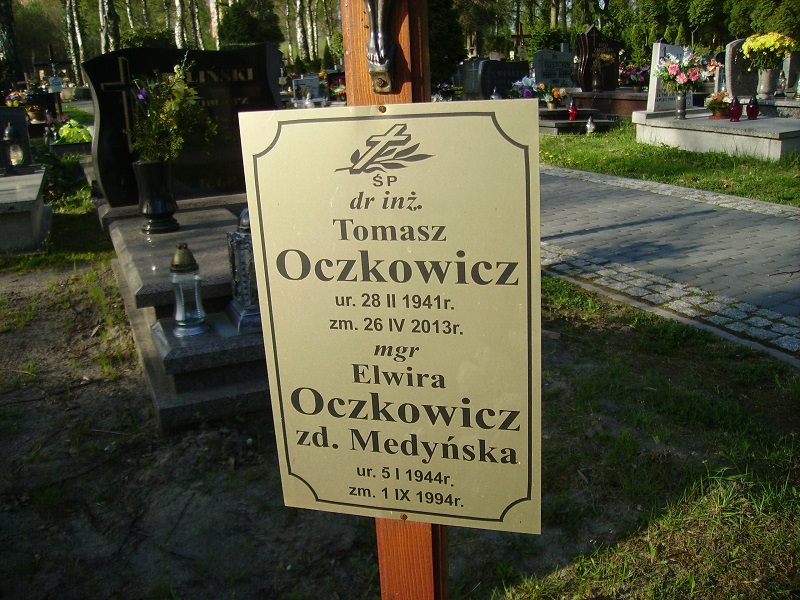 ŚP
dr inż.
Tomasz
Oczkowicz
ur. 28 II 1941r.
zm. 26 IV 2013r.
mgr
Elwira
Oczkowicz
zd. Medyńska
ur. 5 I 1944r.
zm. 1 IX 1994r.